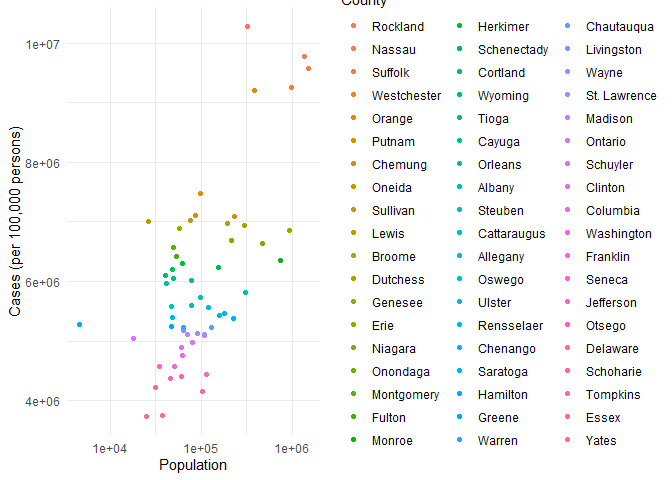 County
1e+07
8e+06
6e+06
4e+06
Cases (per 100,000 persons)
1e+04 1e+05 1e+06
Population
Rockland
Nassau
Suffolk
Westchester
Orange
Putnam
Chemung
Oneida
Sullivan
Lewis
Broome
Dutchess
Genesee
Erie
Niagara
Onondaga
Montgomery
Fulton
Monroe
Herkimer
Schenectady
Cortland
Wyoming
Tioga
Cayuga
Orleans
Albany
Steuben
Cattaraugus
Allegany
Oswego
Ulster
Rensselaer
Chenango
Saratoga
Hamilton
Greene
Warren
Chautauqua
Livingston
Wayne
St. Lawrence
Madison
Ontario
Schuyler
Clinton
Columbia
Washington
Franklin
Seneca
Jefferson
Otsego
Delaware
Schoharie
Tompkins
Essex
Yates